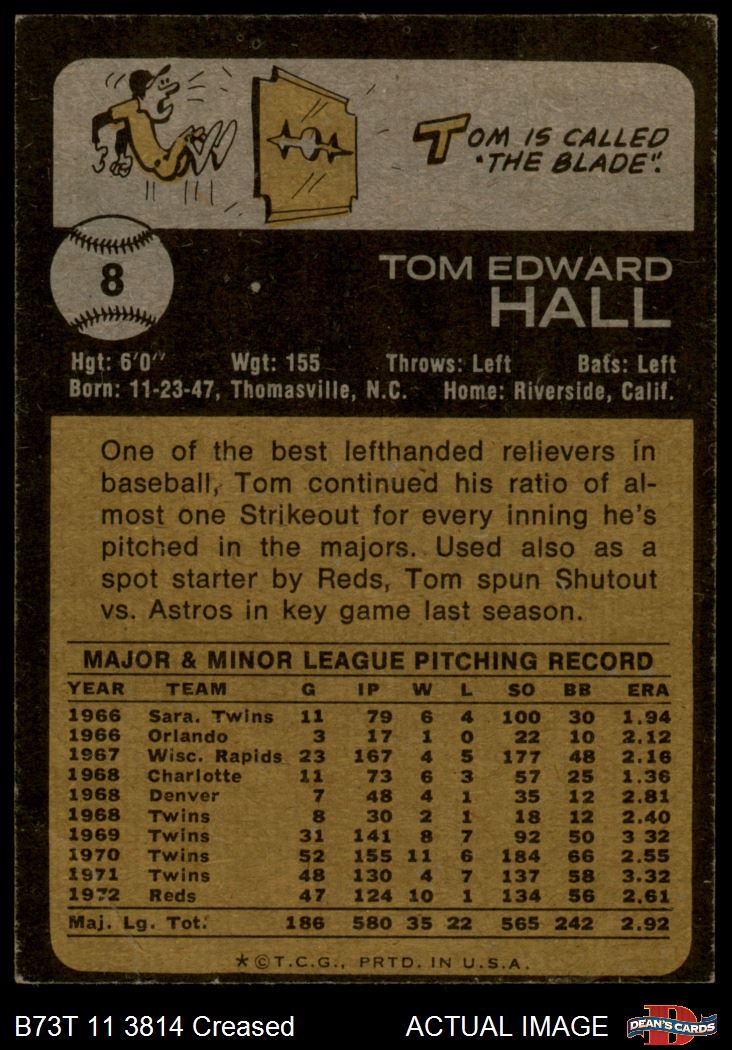 TOM IS CALLED
"THE BLADE".
8
TOM EDWARD
HALL
Hgt: 6'0" Wgt: 155 Throws: Left Bats: Left
Born: 11-23-47, Thomasville, N.C. Home: Riverside, Calif.
One of the best lefthanded relievers in
baseball, Tom continued his ratio of al-
most one Strikeout for every inning he's
pitched in the majors. Used also as a
spot starter by Reds, Tom spun Shutout
vs. Astros in key game last season.
MAJOR & MINOR LEAGUE PITCHING RECORD
YEAR TEAM G IP W L SO BB ERA
1966 Sara. Twins 11 79 6 4 100 30 1.94
1966 Orlando 3 17 1 0 22 10 2.12
1967 Wisc. Rapids 23 167 4 5 177 48 2.16
1968 Charlotte 11 73 6 3 57 25 1.36
1968 Denver 7 48 4 1 35 12 2.81
1968 Twins 8 30 2 1 18 12 2.40
1969 Twins 31 141 8 7 92 50 3 32
1970 Twins 52 155 11 6 184 66 2.55
1971 Twins 48 130 4 7 137 58 3.32
1972 Reds 47 124 10 1 134 56 2.61
Maj. Lg. Tot. 186 580 35 22 565 242 2.92
*©T.C.G., PRTD. IN U.S.A.
B73T 11 3814 Creased ACTUAL IMAGE DEAN'S CARDS